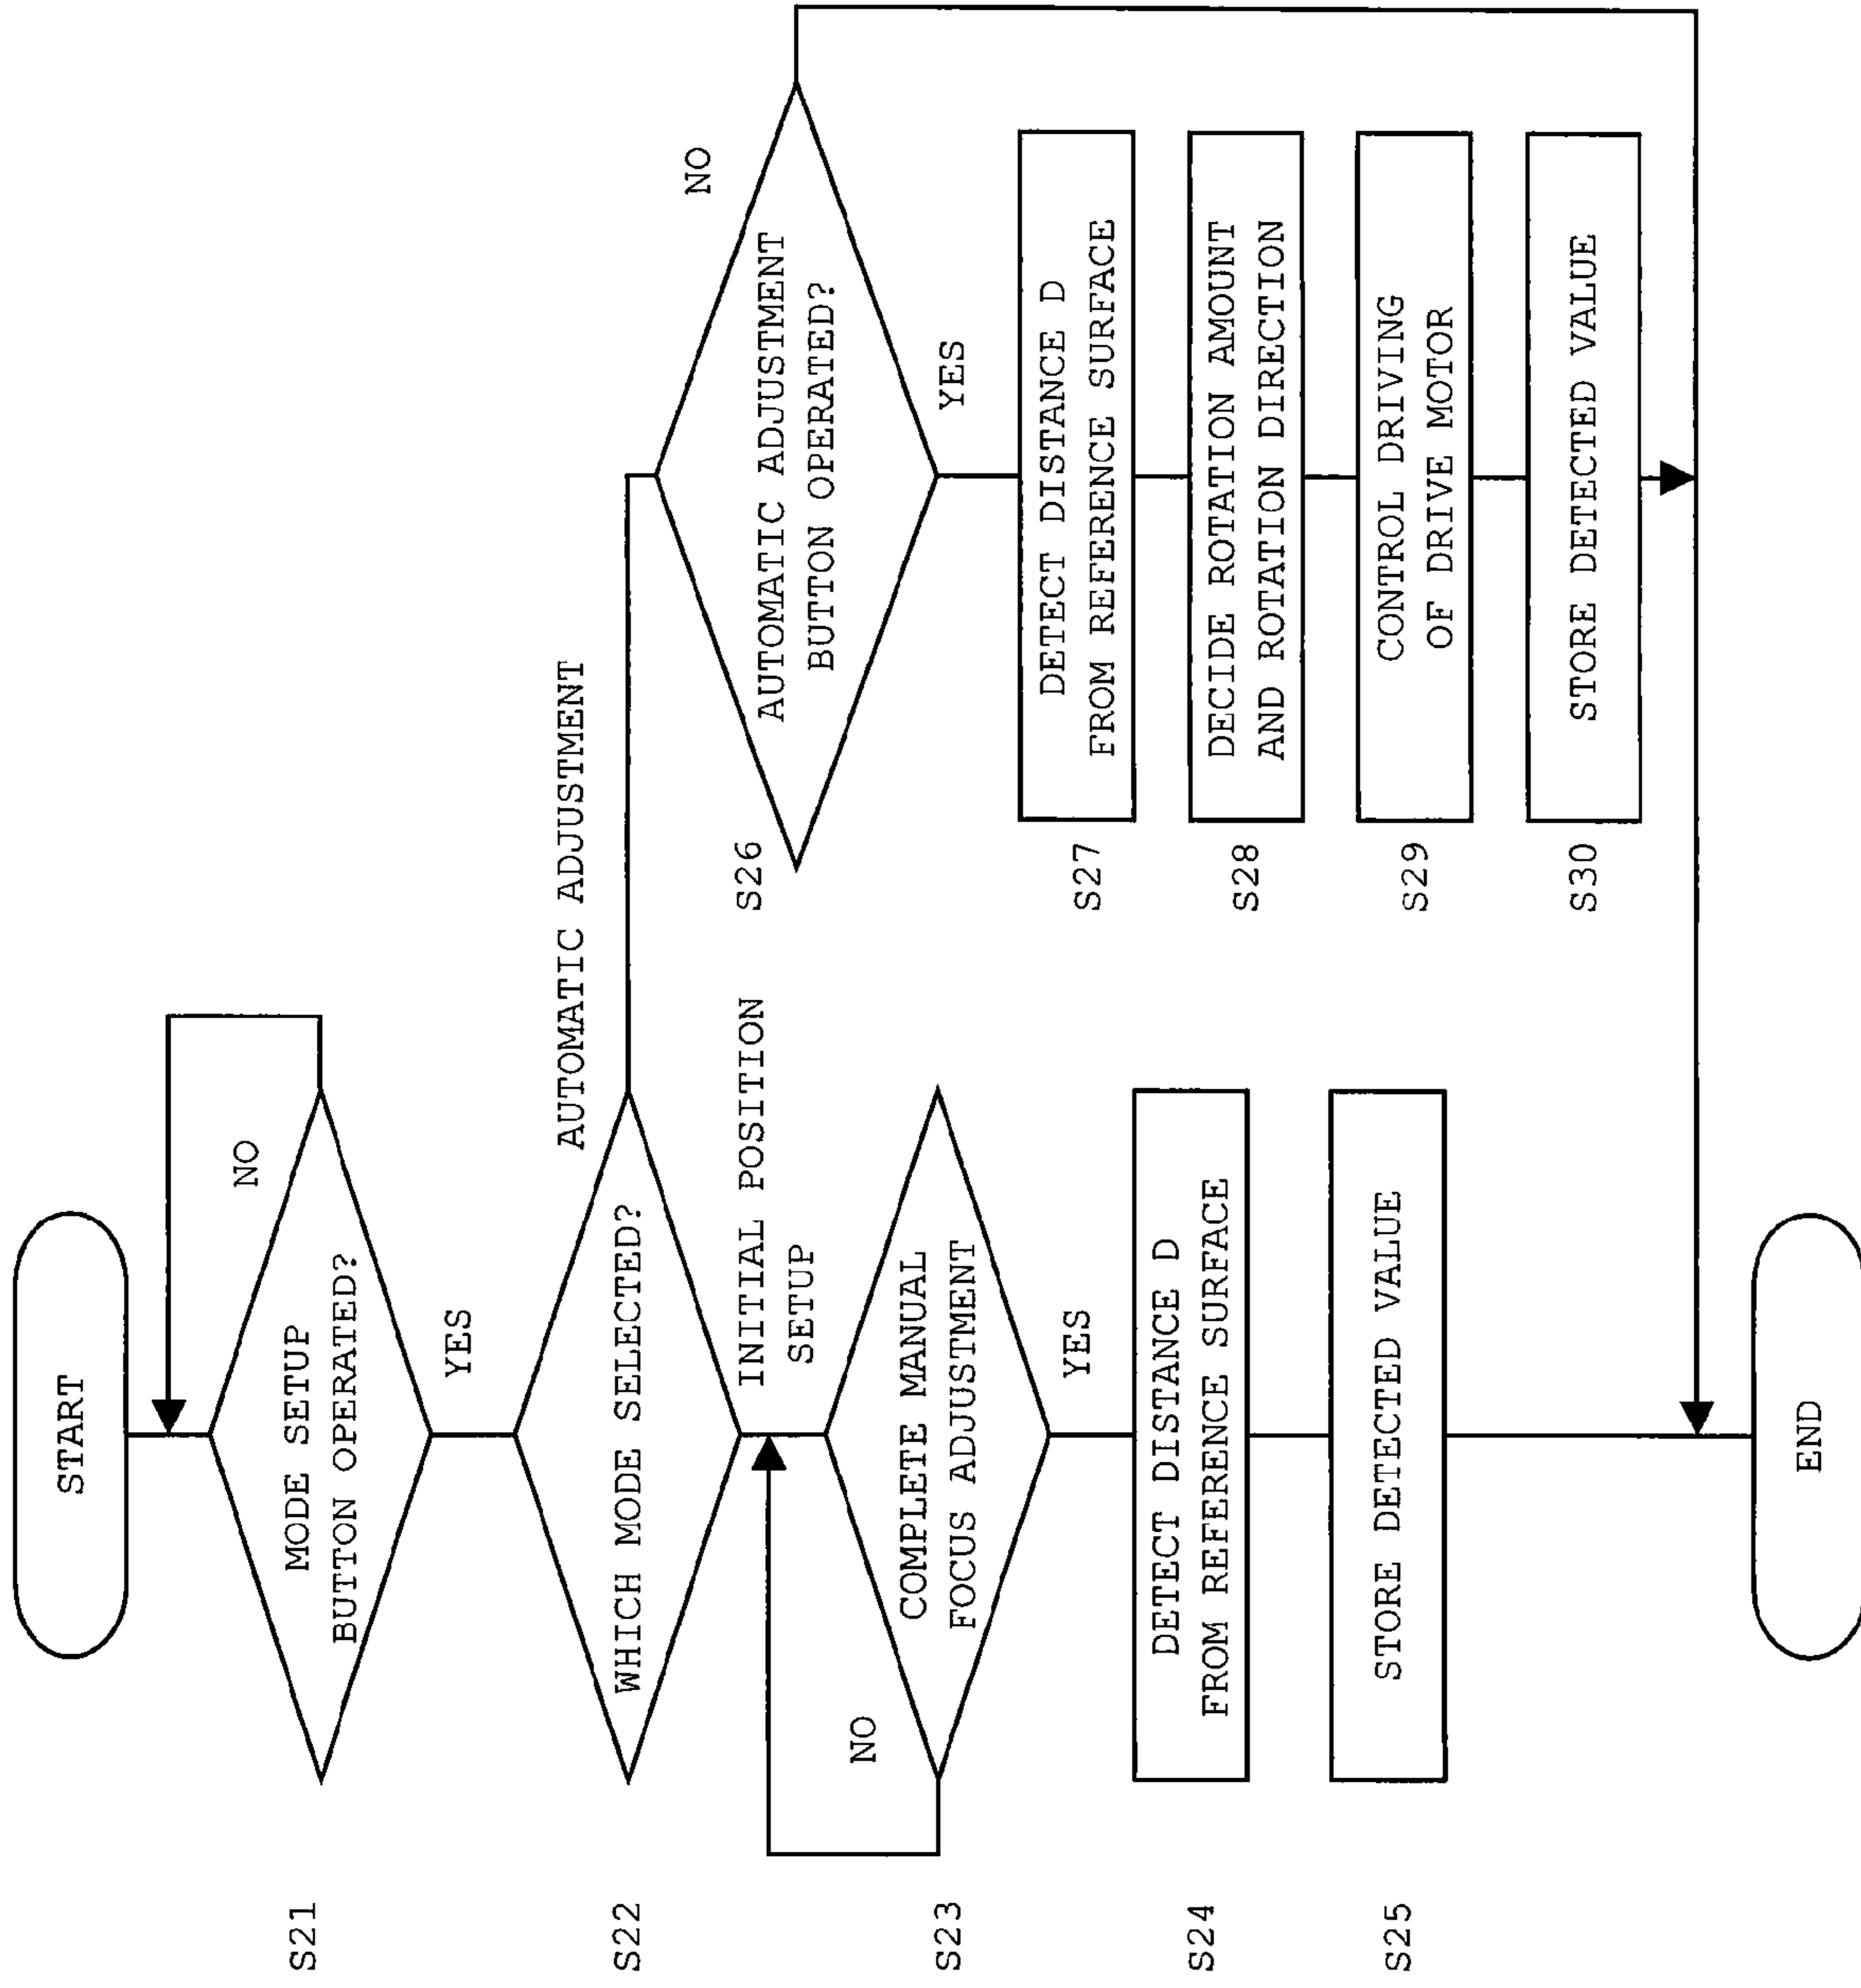 START
S21
MODE SETUP
BUTTON OPERATED?
NO
YES
S22
WHICH MODE SELECTED?
AUTOMATIC ADJUSTMENT
INITIAL POSITION
SETUP
S23
COMPLETE MANUAL
FOCUS ADJUSTMENT
NO
YES
S24
DETECT DISTANCE D
FROM REFERENCE SURFACE
S25
STORE DETECTED VALUE
S26
AUTOMATIC ADJUSTMENT
BUTTON OPERATED?
NO
YES
S27
DETECT DISTANCE D
FROM REFERENCE SURFACE
S28
DECIDE ROTATION AMOUNT
AND ROTATION DIRECTION
S29
CONTROL DRIVING
OF DRIVE MOTOR
S30
STORE DETECTED VALUE
END